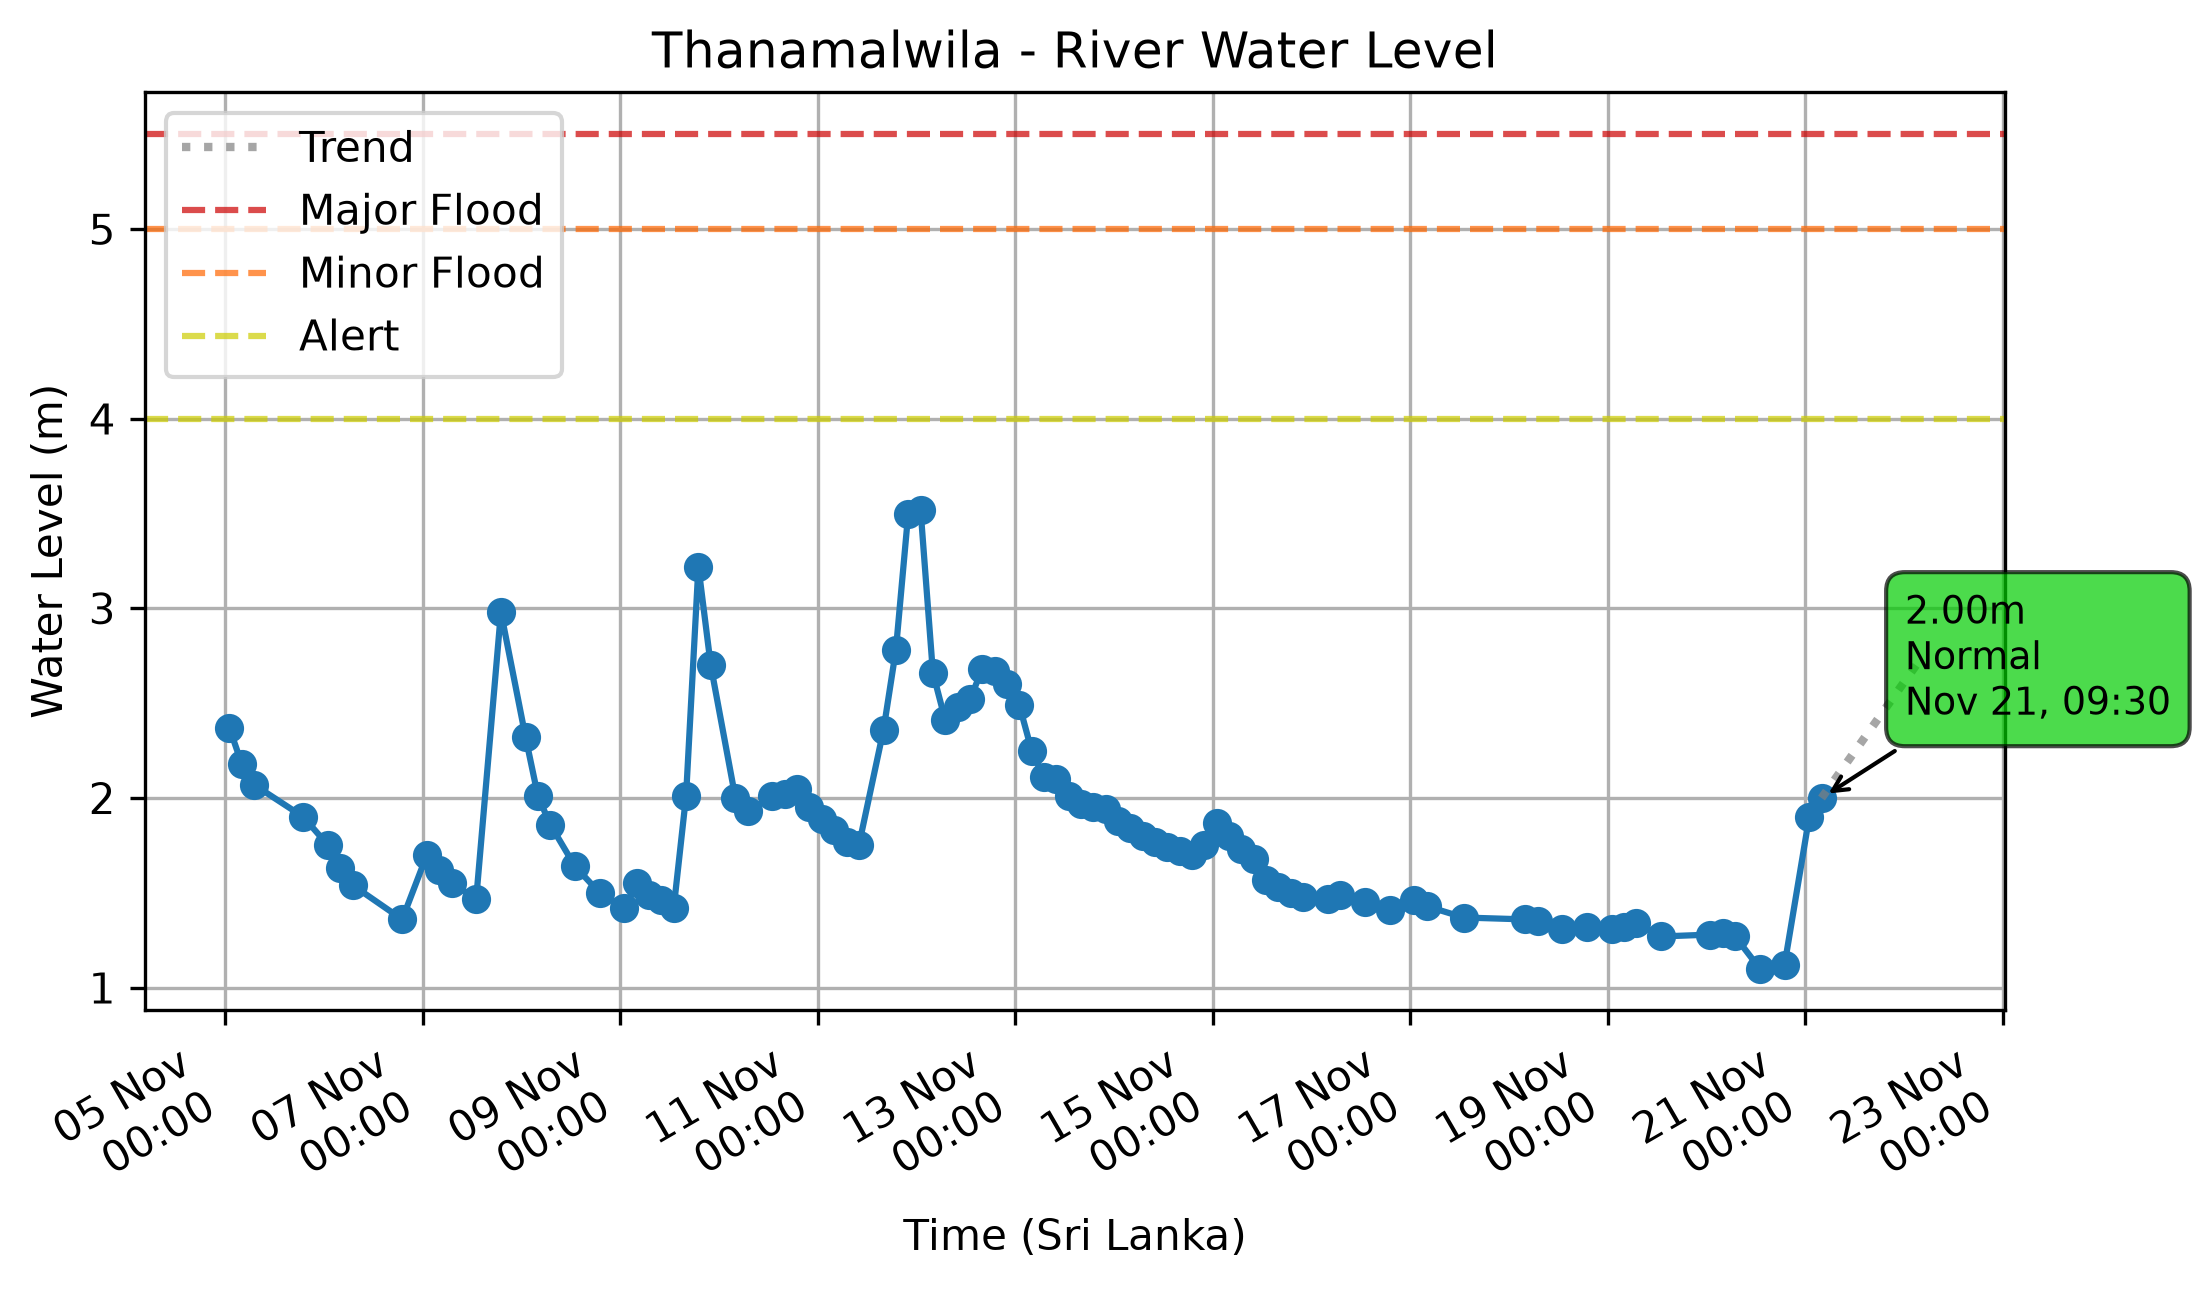 Thanamalwila - River Water Level
Trend
Major Flood
Minor Flood
Alert
Water Level (m)
5
4
3
2
1
2.00m
Normal
Nov 21, 09:30
05 Nov
00:00
07 Nov
00:00
09 Nov
00:00
11 Nov
00:00
13 Nov
00:00
15 Nov
00:00
17 Nov
00:00
19 Nov
00:00
21 Nov
00:00
23 Nov
00:00
Time (Sri Lanka)